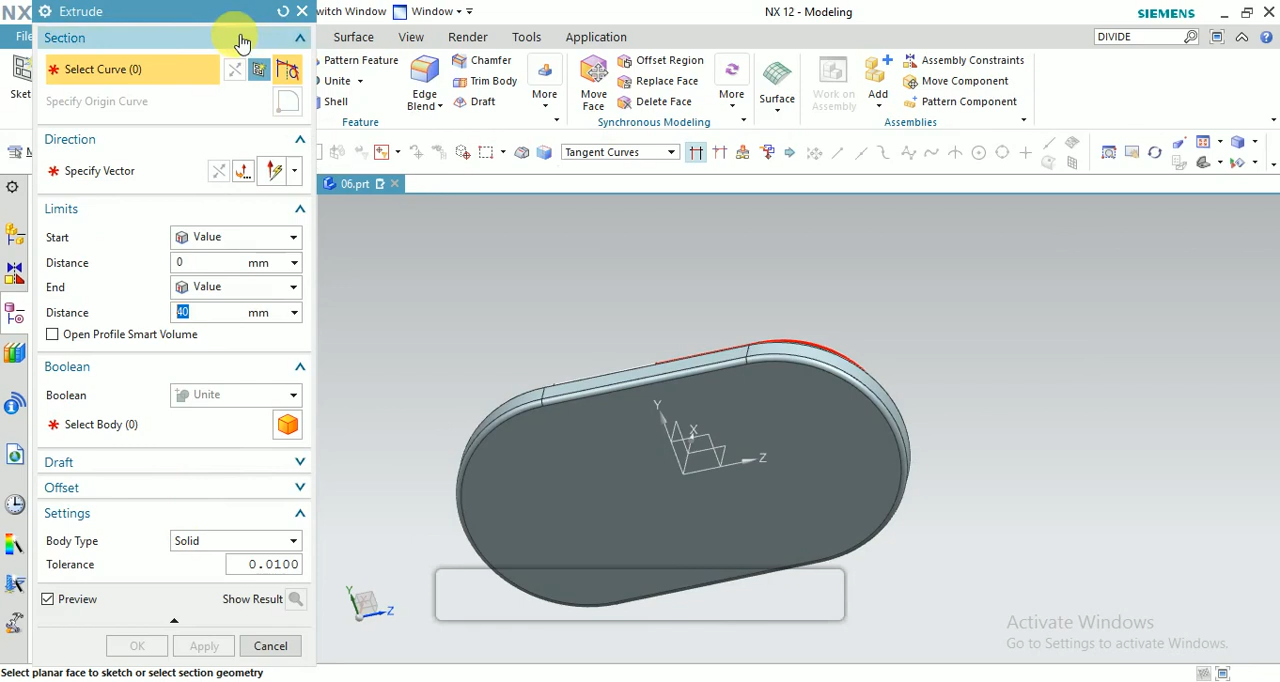 NX
Extrude
witch Window
Window
NX 12 - Modeling
SIEMENS
File
Surface
View
Render
Tools
Application
DIVIDE
Section
Select Curve (0)
Specify Origin Curve
Pattern Feature
Unite
Shell
Edge
Blend
Chamfer
Trim Body
Draft
More
Feature
Move
Face
Offset Region
Replace Face
Delete Face
More
Synchronous Modeling
Surface
Work on
Assembly
Add
Assembly Constraints
Move Component
Pattern Component
Assemblies
Sket
M
Tangent Curves
06.prt
Direction
Specify Vector
Limits
Start
Value
Distance
0
mm
End
Value
Distance
40
mm
Open Profile Smart Volume
Boolean
Boolean
Unite
Select Body (0)
Draft
Offset
Settings
Body Type
Solid
Tolerance
0.0100
Preview
Show Result
OK
Apply
Cancel
Y
X
Z
Y
Z
Activate Windows
Go to Settings to activate Windows.
Select planar face to sketch or select section geometry